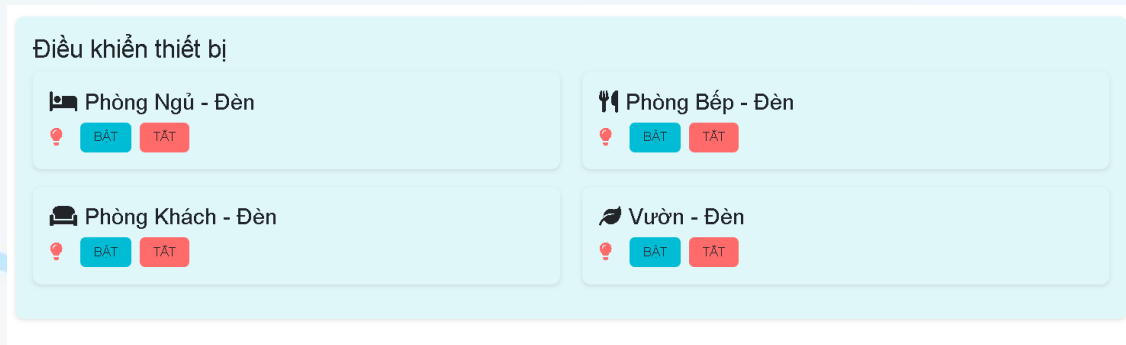 Điều khiển thiết bị
Phòng Ngủ - Đèn
BẬT TẮT
Phòng Bếp - Đèn
BẬT TẮT
Phòng Khách - Đèn
BẬT TẮT
Vườn - Đèn
BẬT TẮT